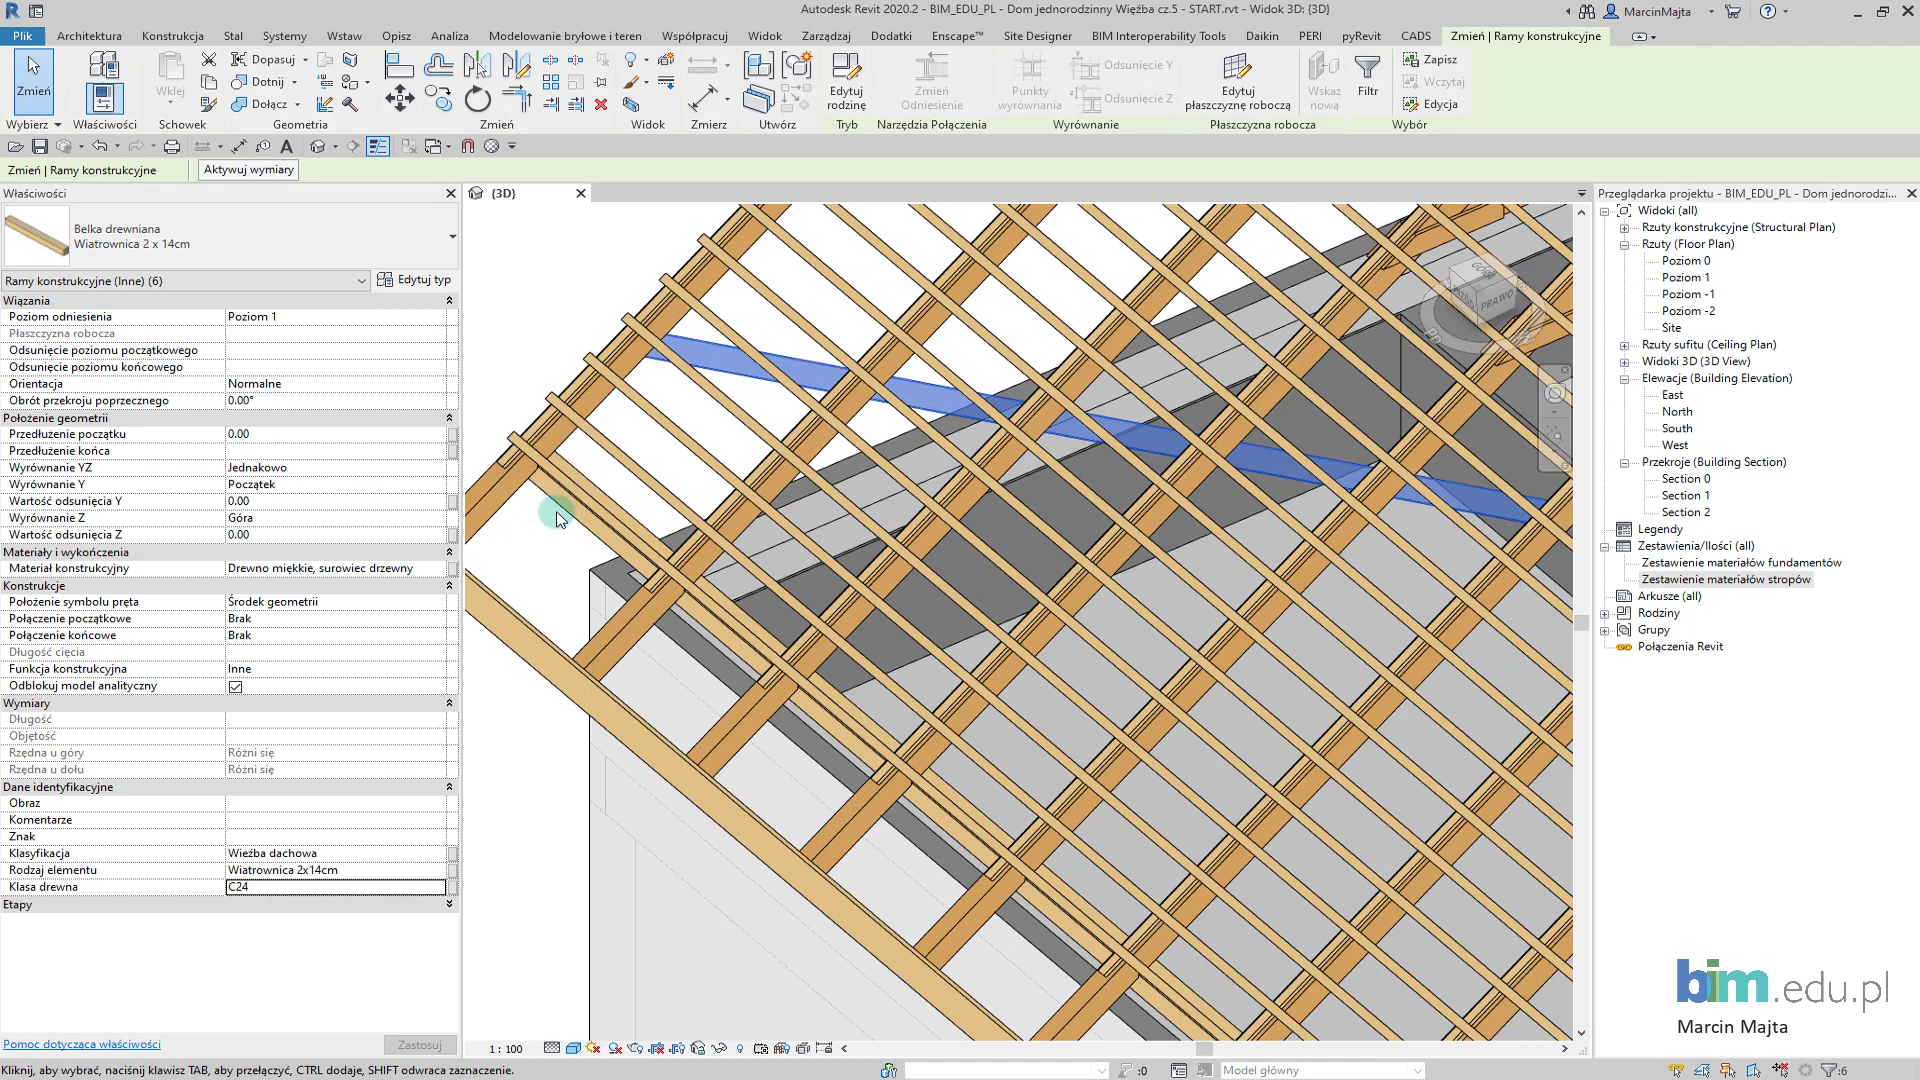 Autodesk Revit 2020.2 - BIM_EDU_PL - Dom jednorodzinny Więźba cz.5 - START.rvt - Widok 3D: {3D}
MarcinMajta
Plik Architektura Konstrukcja Stal Systemy Wstaw Opisz Analiza Modelowanie bryłowe i teren Współpracuj Widok Zarządzaj Dodatki Enscape™ Site Designer BIM Interoperability Tools Daikin PERI pyRevit CADS Zmień | Ramy konstrukcyjne
Zmień
Wklej
Dopasuj
Dotnij
Dołącz
Edytuj rodzinę
Zmień Odniesienie
Punkty wyrównania
Odsunięcie Y
Odsunięcie Z
Edytuj płaszczyznę roboczą
Wskaż nową
Filtr
Zapisz
Wczytaj
Edycja
Wybierz Właściwości Schowek Geometria Zmień Widok Zmierz Utwórz Tryb Narzędzia Połączenia Wyrównanie Płaszczyzna robocza Wybór
Zmień | Ramy konstrukcyjne Aktywuj wymiary
Właściwości
Belka drewniana
Wiatrownica 2 x 14cm
Ramy konstrukcyjne (Inne) (6) Edytuj typ
Wiązania
Poziom odniesienia Poziom 1
Płaszczyzna robocza
Odsunięcie poziomu początkowego
Odsunięcie poziomu końcowego
Orientacja Normalne
Obrót przekroju poprzecznego 0.00°
Położenie geometrii
Przedłużenie początku 0.00
Przedłużenie końca
Wyrównanie YZ Jednakowo
Wyrównanie Y Początek
Wartość odsunięcia Y 0.00
Wyrównanie Z Góra
Wartość odsunięcia Z 0.00
Materiały i wykończenia
Materiał konstrukcyjny Drewno miękkie, surowiec drzewny
Konstrukcje
Położenie symbolu pręta Środek geometrii
Połączenie początkowe Brak
Połączenie końcowe Brak
Długość cięcia
Funkcja konstrukcyjna Inne
Odblokuj model analityczny
Wymiary
Długość
Objętość
Rzędna u góry Różni się
Rzędna u dołu Różni się
Dane identyfikacyjne
Obraz
Komentarze
Znak
Klasyfikacja Wieźba dachowa
Rodzaj elementu Wiatrownica 2x14cm
Klasa drewna C24
Etapy
Pomoc dotycząca właściwości Zastosuj
{3D}
PRAWO
1 : 100
Przeglądarka projektu - BIM_EDU_PL - Dom jednorodzi...
Widoki (all)
Rzuty konstrukcyjne (Structural Plan)
Rzuty (Floor Plan)
Poziom 0
Poziom 1
Poziom -1
Poziom -2
Site
Rzuty sufitu (Ceiling Plan)
Widoki 3D (3D View)
Elewacje (Building Elevation)
East
North
South
West
Przekroje (Building Section)
Section 0
Section 1
Section 2
Legendy
Zestawienia/Ilości (all)
Zestawienie materiałów fundamentów
Zestawienie materiałów stropów
Arkusze (all)
Rodziny
Grupy
Połączenia Revit
bim.edu.pl
Marcin Majta
Kliknij, aby wybrać, naciśnij klawisz TAB, aby przełączyć, CTRL dodaje, SHIFT odwraca zaznaczenie.
:0
Model główny
:6